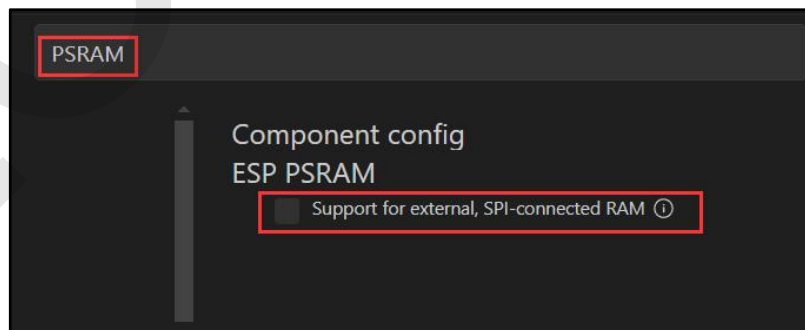 PSRAM
Component config
ESP PSRAM
Support for external, SPI-connected RAM